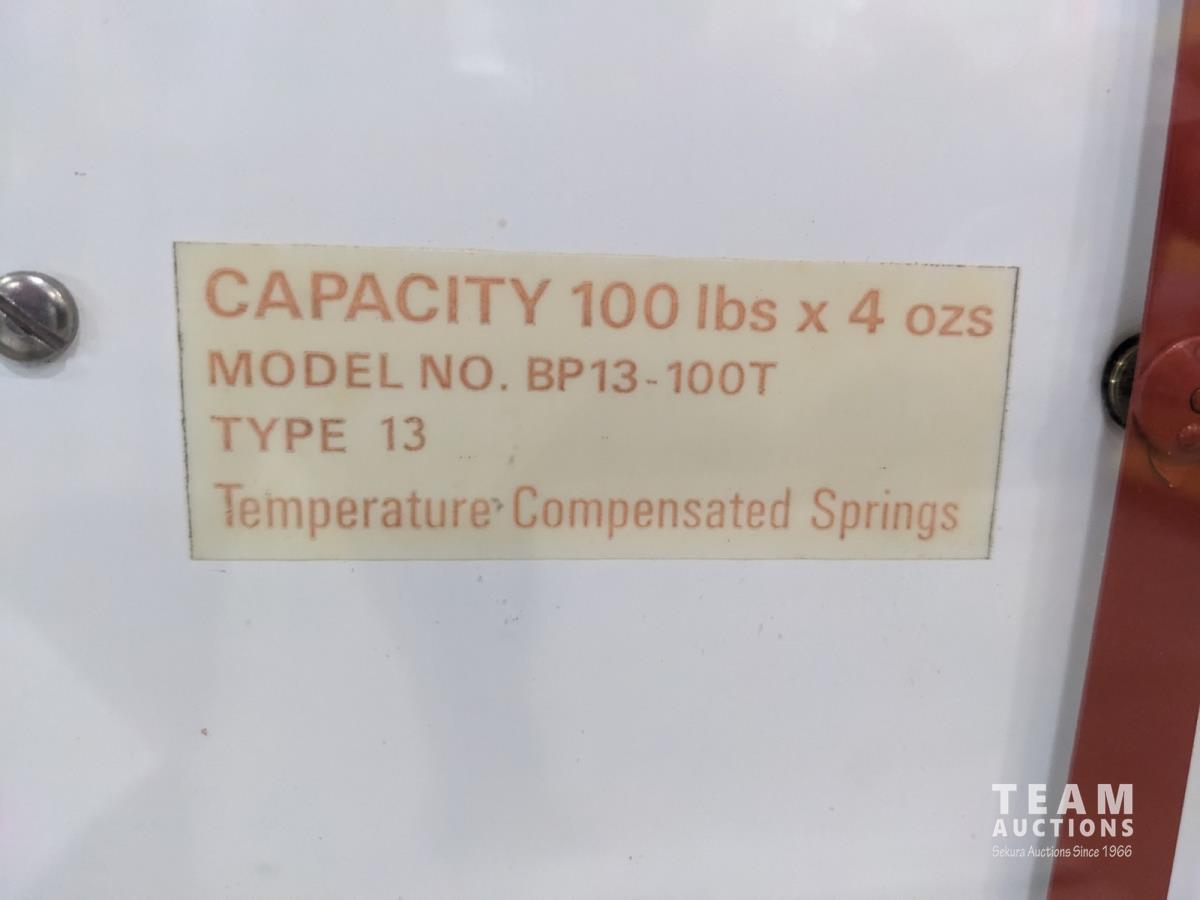 CAPACITY 100 lbs x 4 ozs
MODEL NO. BP13-100T
TYPE 13
Temperature Compensated Springs
TEAM
AUCTIONS
Sekura Auctions Since 1966